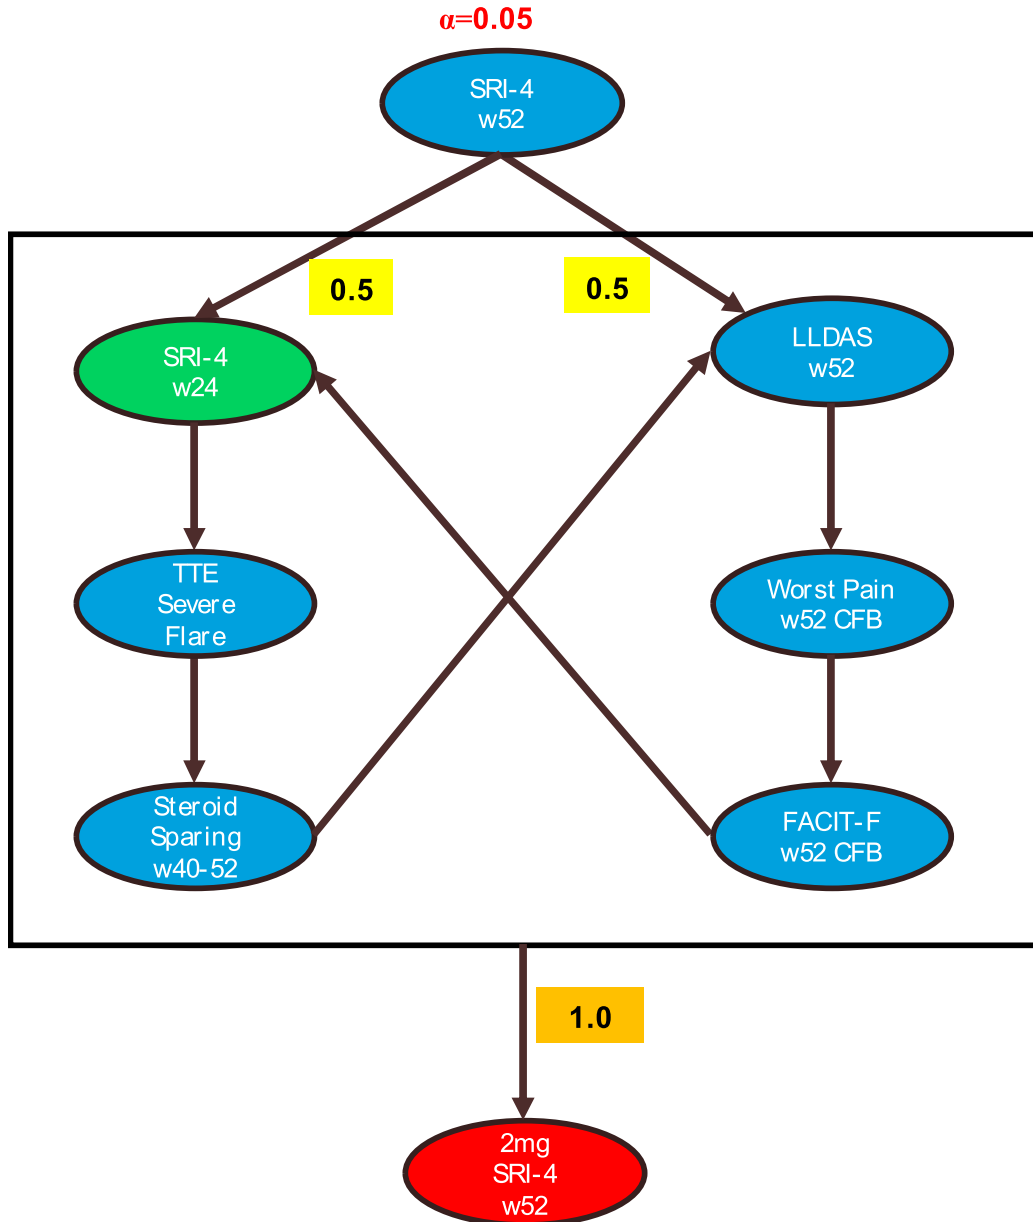 α=0.05
SRI-4
w52
0.5
0.5
SRI-4
w24
LLDAS
w52
TTE
Severe
Flare
Worst Pain
w52 CFB
Steroid
Sparing
w40-52
FACIT-F
w52 CFB
1.0
2mg
SRI-4
w52